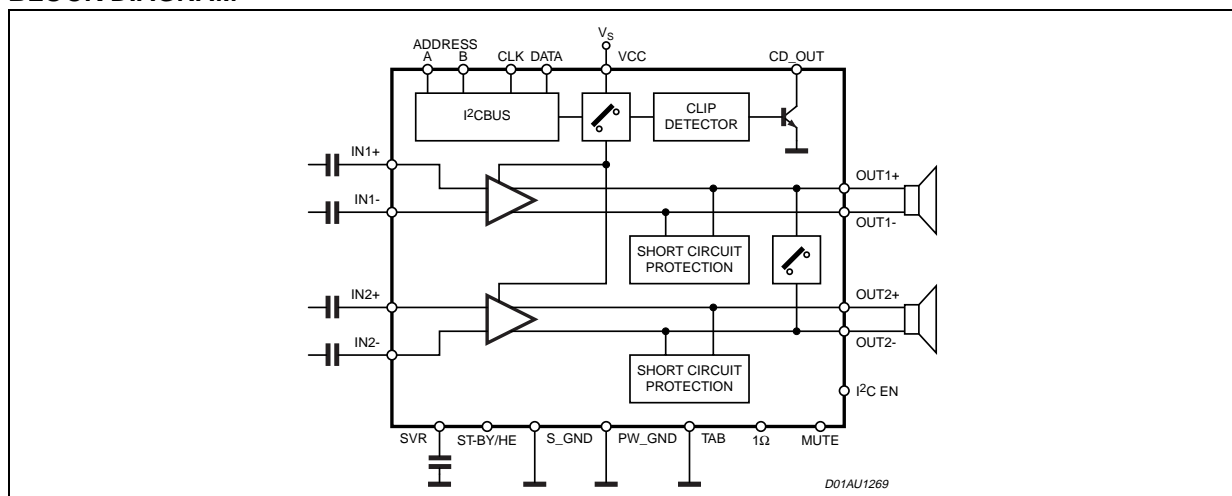 ADDRESS
A B CLK DATA VS VCC CD_OUT
I²CBUS
CLIP
DETECTOR
IN1+
IN1-
OUT1+
OUT1-
SHORT CIRCUIT
PROTECTION
IN2+
IN2-
OUT2+
OUT2-
SHORT CIRCUIT
PROTECTION
I²C EN
SVR ST-BY/HE S_GND PW_GND TAB 1Ω MUTE
D01AU1269